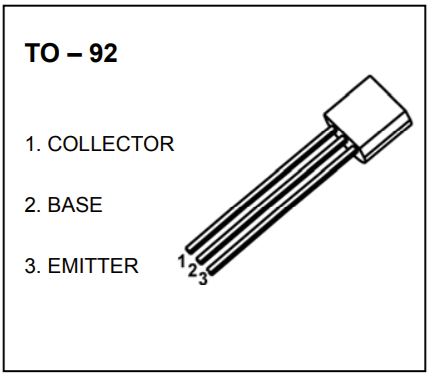 TO – 92
1. COLLECTOR
2. BASE
3. EMITTER
1
2
3